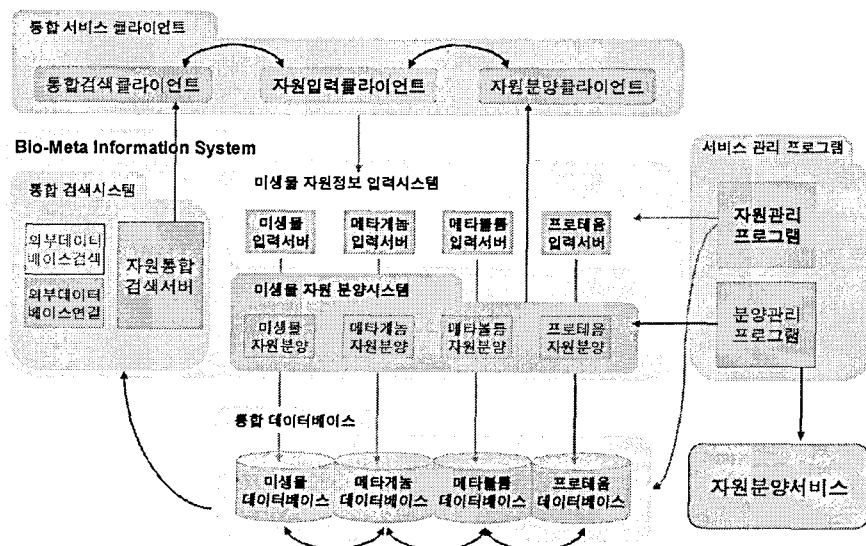 통합 서비스 클라이언트
통합검색클라이언트
자원입력클라이언트
자원분양클라이언트
Bio-Meta Information System
서비스 관리 프로그램
통합 검색시스템
외부데이터
베이스검색
외부데이터
베이스연결
자원통합
검색서버
미생물 자원정보 입력시스템
미생물
입력서버
메타게놈
입력서버
메타볼롬
입력서버
프로테옴
입력서버
자원관리
프로그램
미생물 자원 분양시스템
미생물
자원분양
메타게놈
자원분양
메타볼롬
자원분양
프로테옴
자원분양
분양관리
프로그램
통합 데이터베이스
미생물
데이터베이스
메타게놈
데이터베이스
메타볼롬
데이터베이스
프로테옴
데이터베이스
자원분양서비스